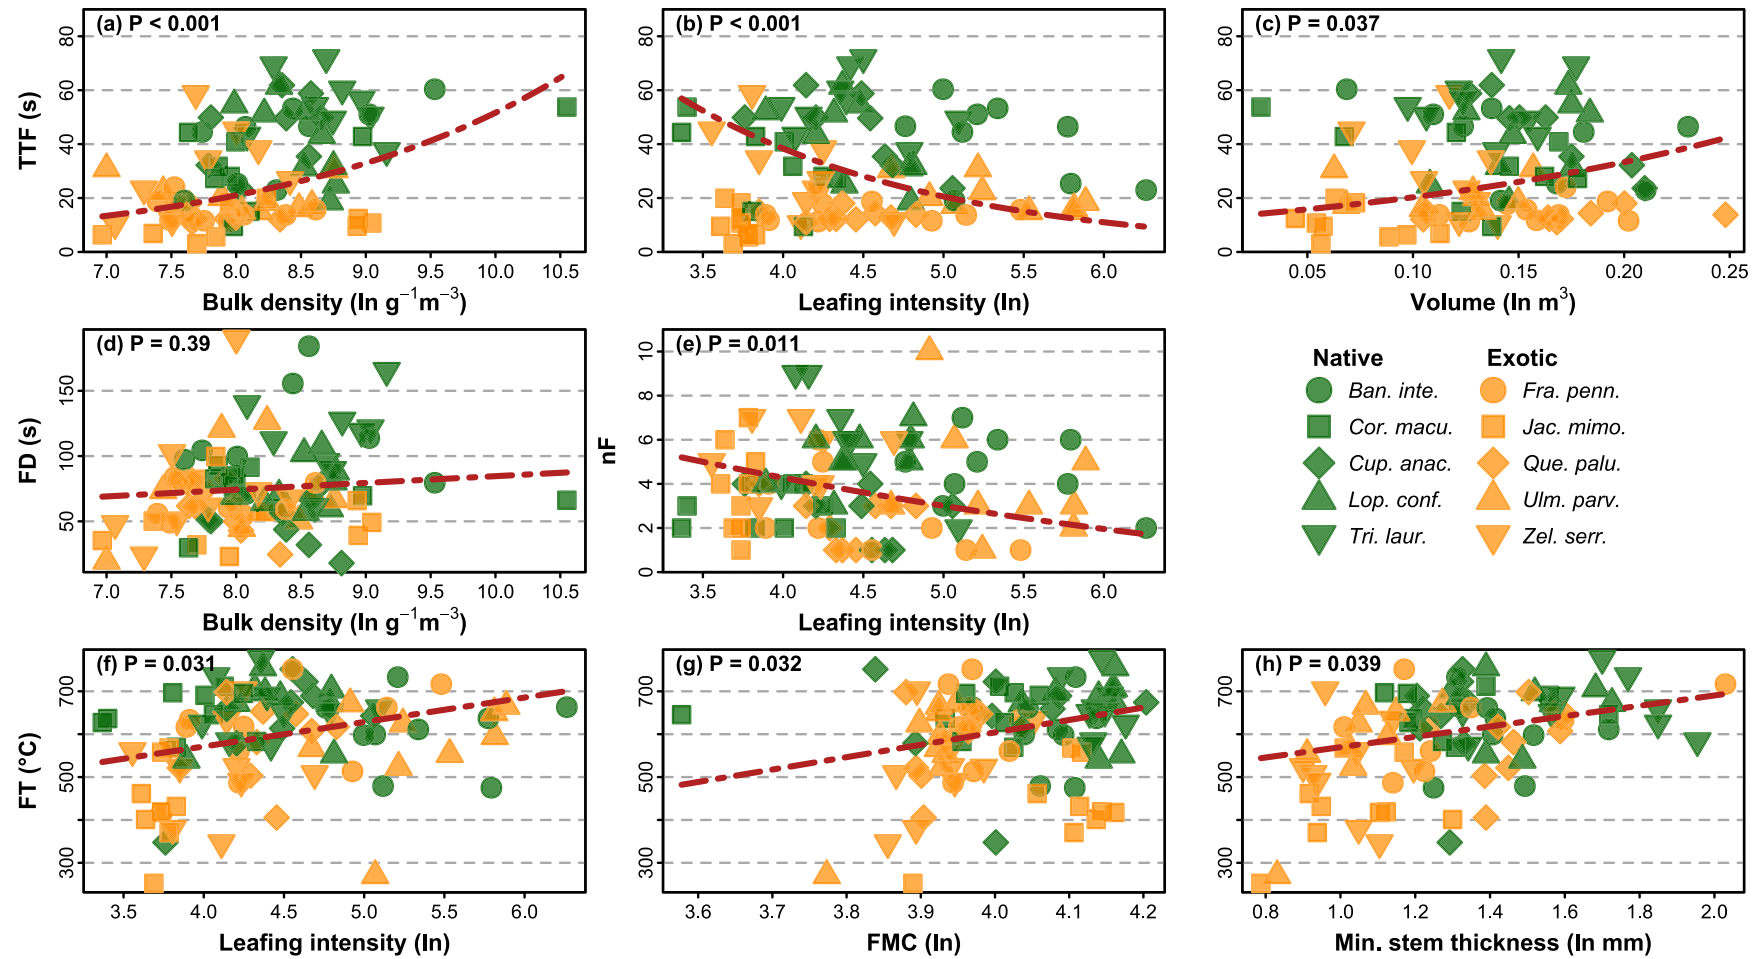 (a) P < 0.001
TTF (s)
0 20 40 60 80
7.0 7.5 8.0 8.5 9.0 9.5 10.0 10.5
Bulk density (ln g⁻¹m⁻³)
(b) P < 0.001
0 20 40 60 80
3.5 4.0 4.5 5.0 5.5 6.0
Leafing intensity (ln)
(c) P = 0.037
0 20 40 60 80
0.05 0.10 0.15 0.20 0.25
Volume (ln m³)
(d) P = 0.39
FD (s)
50 100 150
7.0 7.5 8.0 8.5 9.0 9.5 10.0 10.5
Bulk density (ln g⁻¹m⁻³)
(e) P = 0.011
nF
0 2 4 6 8 10
3.5 4.0 4.5 5.0 5.5 6.0
Leafing intensity (ln)
Native Exotic
Ban. inte. Fra. penn.
Cor. macu. Jac. mimo.
Cup. anac. Que. palu.
Lop. conf. Ulm. parv.
Tri. laur. Zel. serr.
(f) P = 0.031
FT (°C)
300 500 700
3.5 4.0 4.5 5.0 5.5 6.0
Leafing intensity (ln)
(g) P = 0.032
300 500 700
3.6 3.7 3.8 3.9 4.0 4.1 4.2
FMC (ln)
(h) P = 0.039
300 500 700
0.8 1.0 1.2 1.4 1.6 1.8 2.0
Min. stem thickness (ln mm)